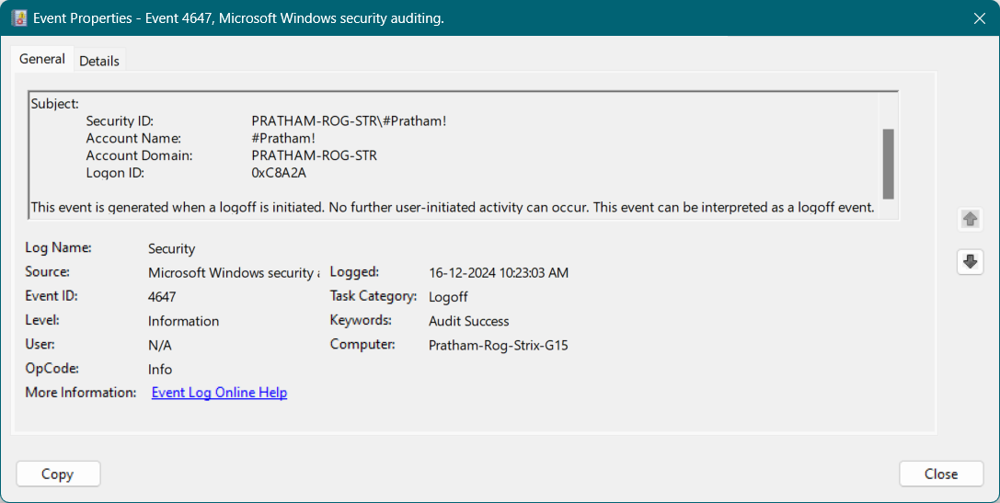 Event Properties - Event 4647, Microsoft Windows security auditing.
General
Details
Subject:
Security ID: PRATHAM-ROG-STR\#Pratham!
Account Name: #Pratham!
Account Domain: PRATHAM-ROG-STR
Logon ID: 0xC8A2A
This event is generated when a logoff is initiated. No further user-initiated activity can occur. This event can be interpreted as a logoff event.
Log Name: Security
Source: Microsoft Windows security Logged: 16-12-2024 10:23:03 AM
Event ID: 4647 Task Category: Logoff
Level: Information Keywords: Audit Success
User: N/A Computer: Pratham-Rog-Strix-G15
OpCode: Info
More Information: Event Log Online Help
Copy
Close